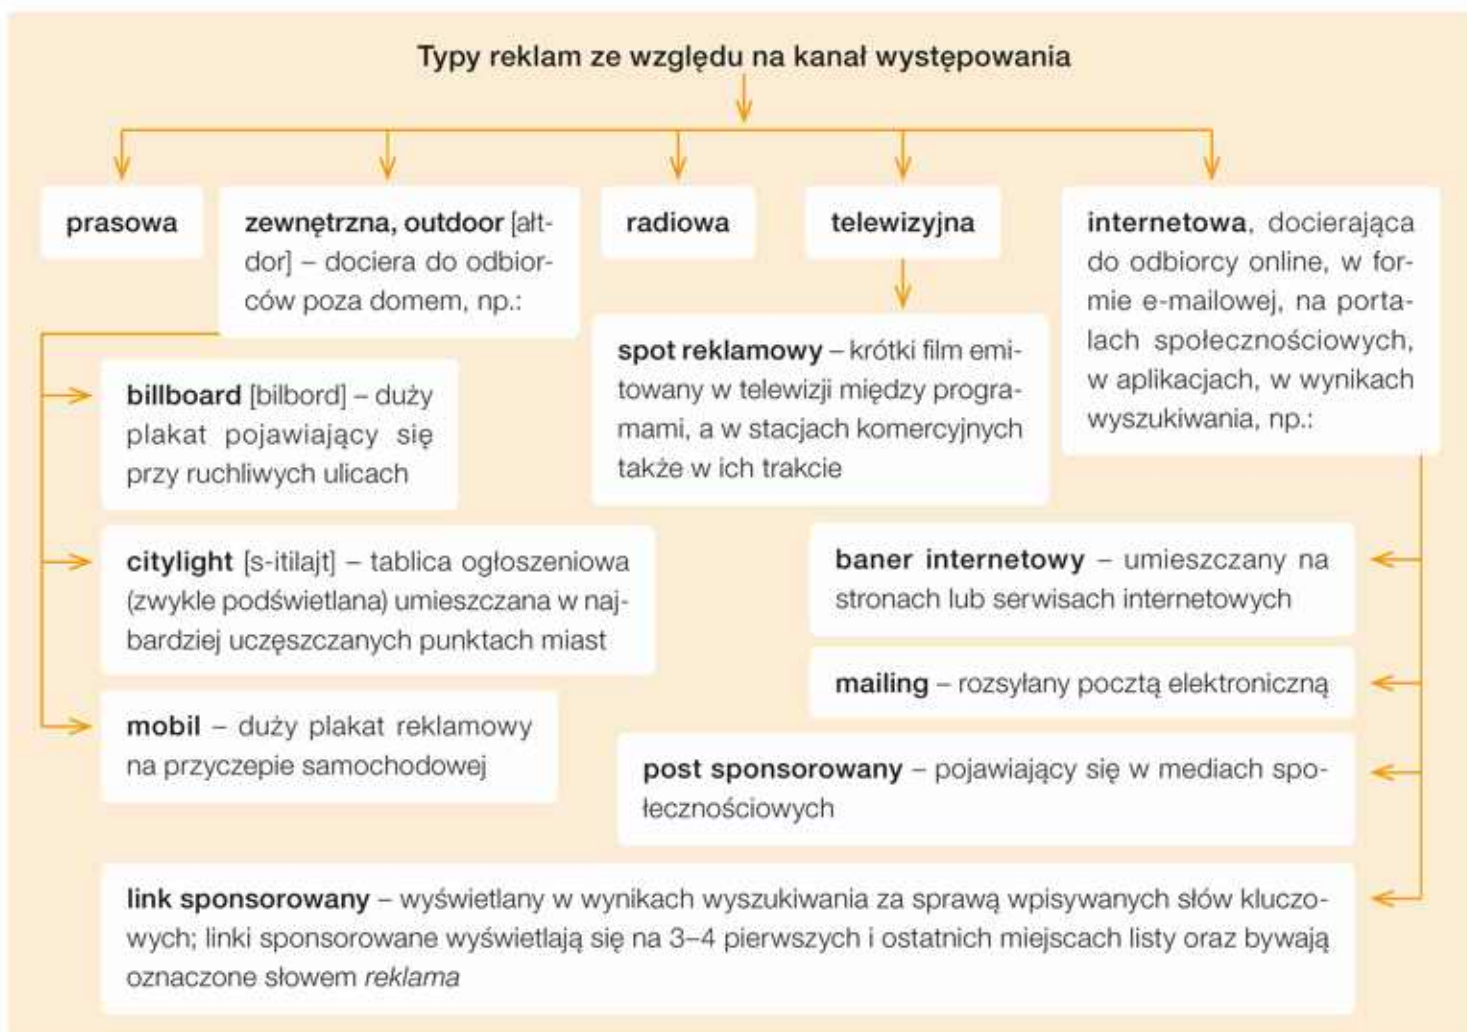 Typy reklam ze względu na kanał występowania
prasowa
zewnętrzna, outdoor [ałt-
dor] – dociera do odbior-
ców poza domem, np.:
radiowa
telewizyjna
internetowa, docierająca
do odbiorcy online, w for-
mie e-mailowej, na porta-
lach społecznościowych,
w aplikacjach, w wynikach
wyszukiwania, np.:
billboard [bilbord] – duży
plakat pojawiający się
przy ruchliwych ulicach
citylight [s-itilajt] – tablica ogłoszeniowa
(zwykle podświetlana) umieszczana w naj-
bardziej uczęszczanych punktach miast
mobil – duży plakat reklamowy
na przyczepie samochodowej
spot reklamowy – krótki film emi-
towany w telewizji między progra-
mami, a w stacjach komercyjnych
także w ich trakcie
baner internetowy – umieszczany na
stronach lub serwisach internetowych
mailing – rozsyłany pocztą elektroniczną
post sponsorowany – pojawiający się w mediach spo-
łecznościowych
link sponsorowany – wyświetlany w wynikach wyszukiwania za sprawą wpisywanych słów kluczo-
wych; linki sponsorowane wyświetlają się na 3–4 pierwszych i ostatnich miejscach listy oraz bywają
oznaczone słowem reklama